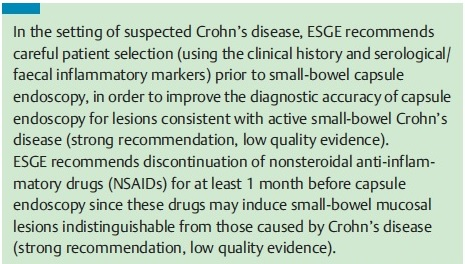 In the setting of suspected Crohn's disease, ESGE recommends
careful patient selection (using the clinical history and serological/
faecal inflammatory markers) prior to small-bowel capsule
endoscopy, in order to improve the diagnostic accuracy of capsule
endoscopy for lesions consistent with active small-bowel Crohn's
disease (strong recommendation, low quality evidence).
ESGE recommends discontinuation of nonsteroidal anti-inflam-
matory drugs (NSAIDs) for at least 1 month before capsule
endoscopy since these drugs may induce small-bowel mucosal
lesions indistinguishable from those caused by Crohn's disease
(strong recommendation, low quality evidence).